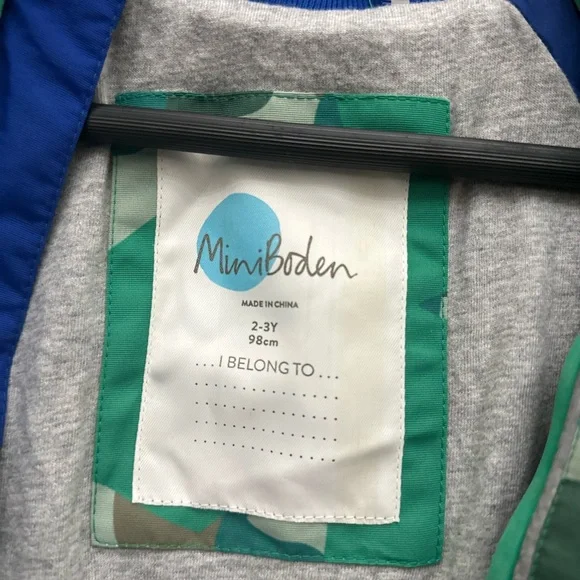 MiniBoden
MADE IN CHINA
2-3Y
98cm
...I BELONG TO...